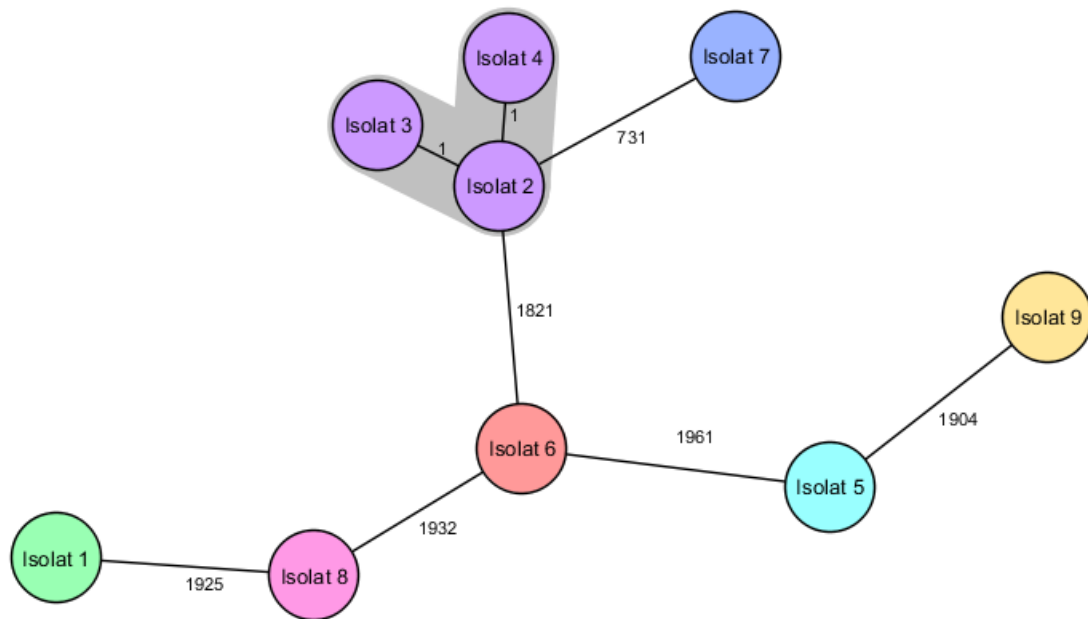 Isolat 4
Isolat 7
Isolat 3
1
1
731
Isolat 2
1821
Isolat 9
1904
1961
Isolat 6
Isolat 5
1932
Isolat 1
1925
Isolat 8